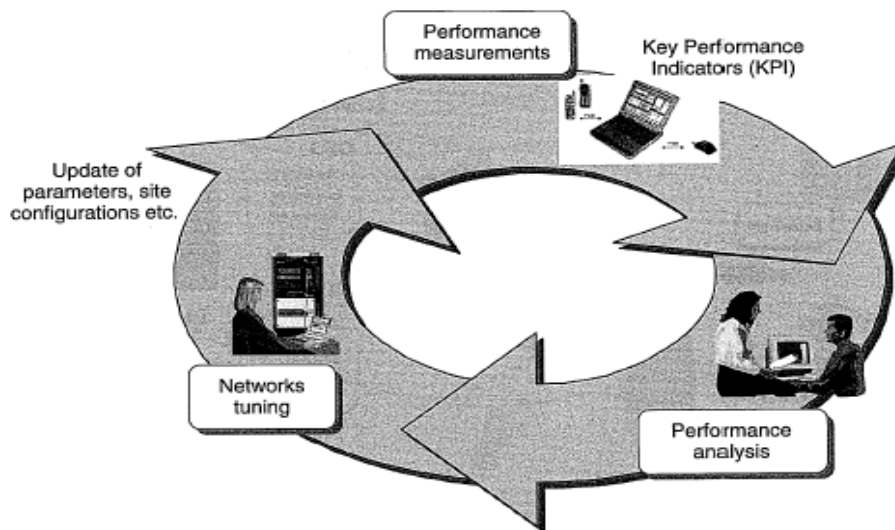 Performance
measurements
Key Performance
Indicators (KPI)
Update of
parameters, site
configurations etc.
Networks
tuning
Performance
analysis